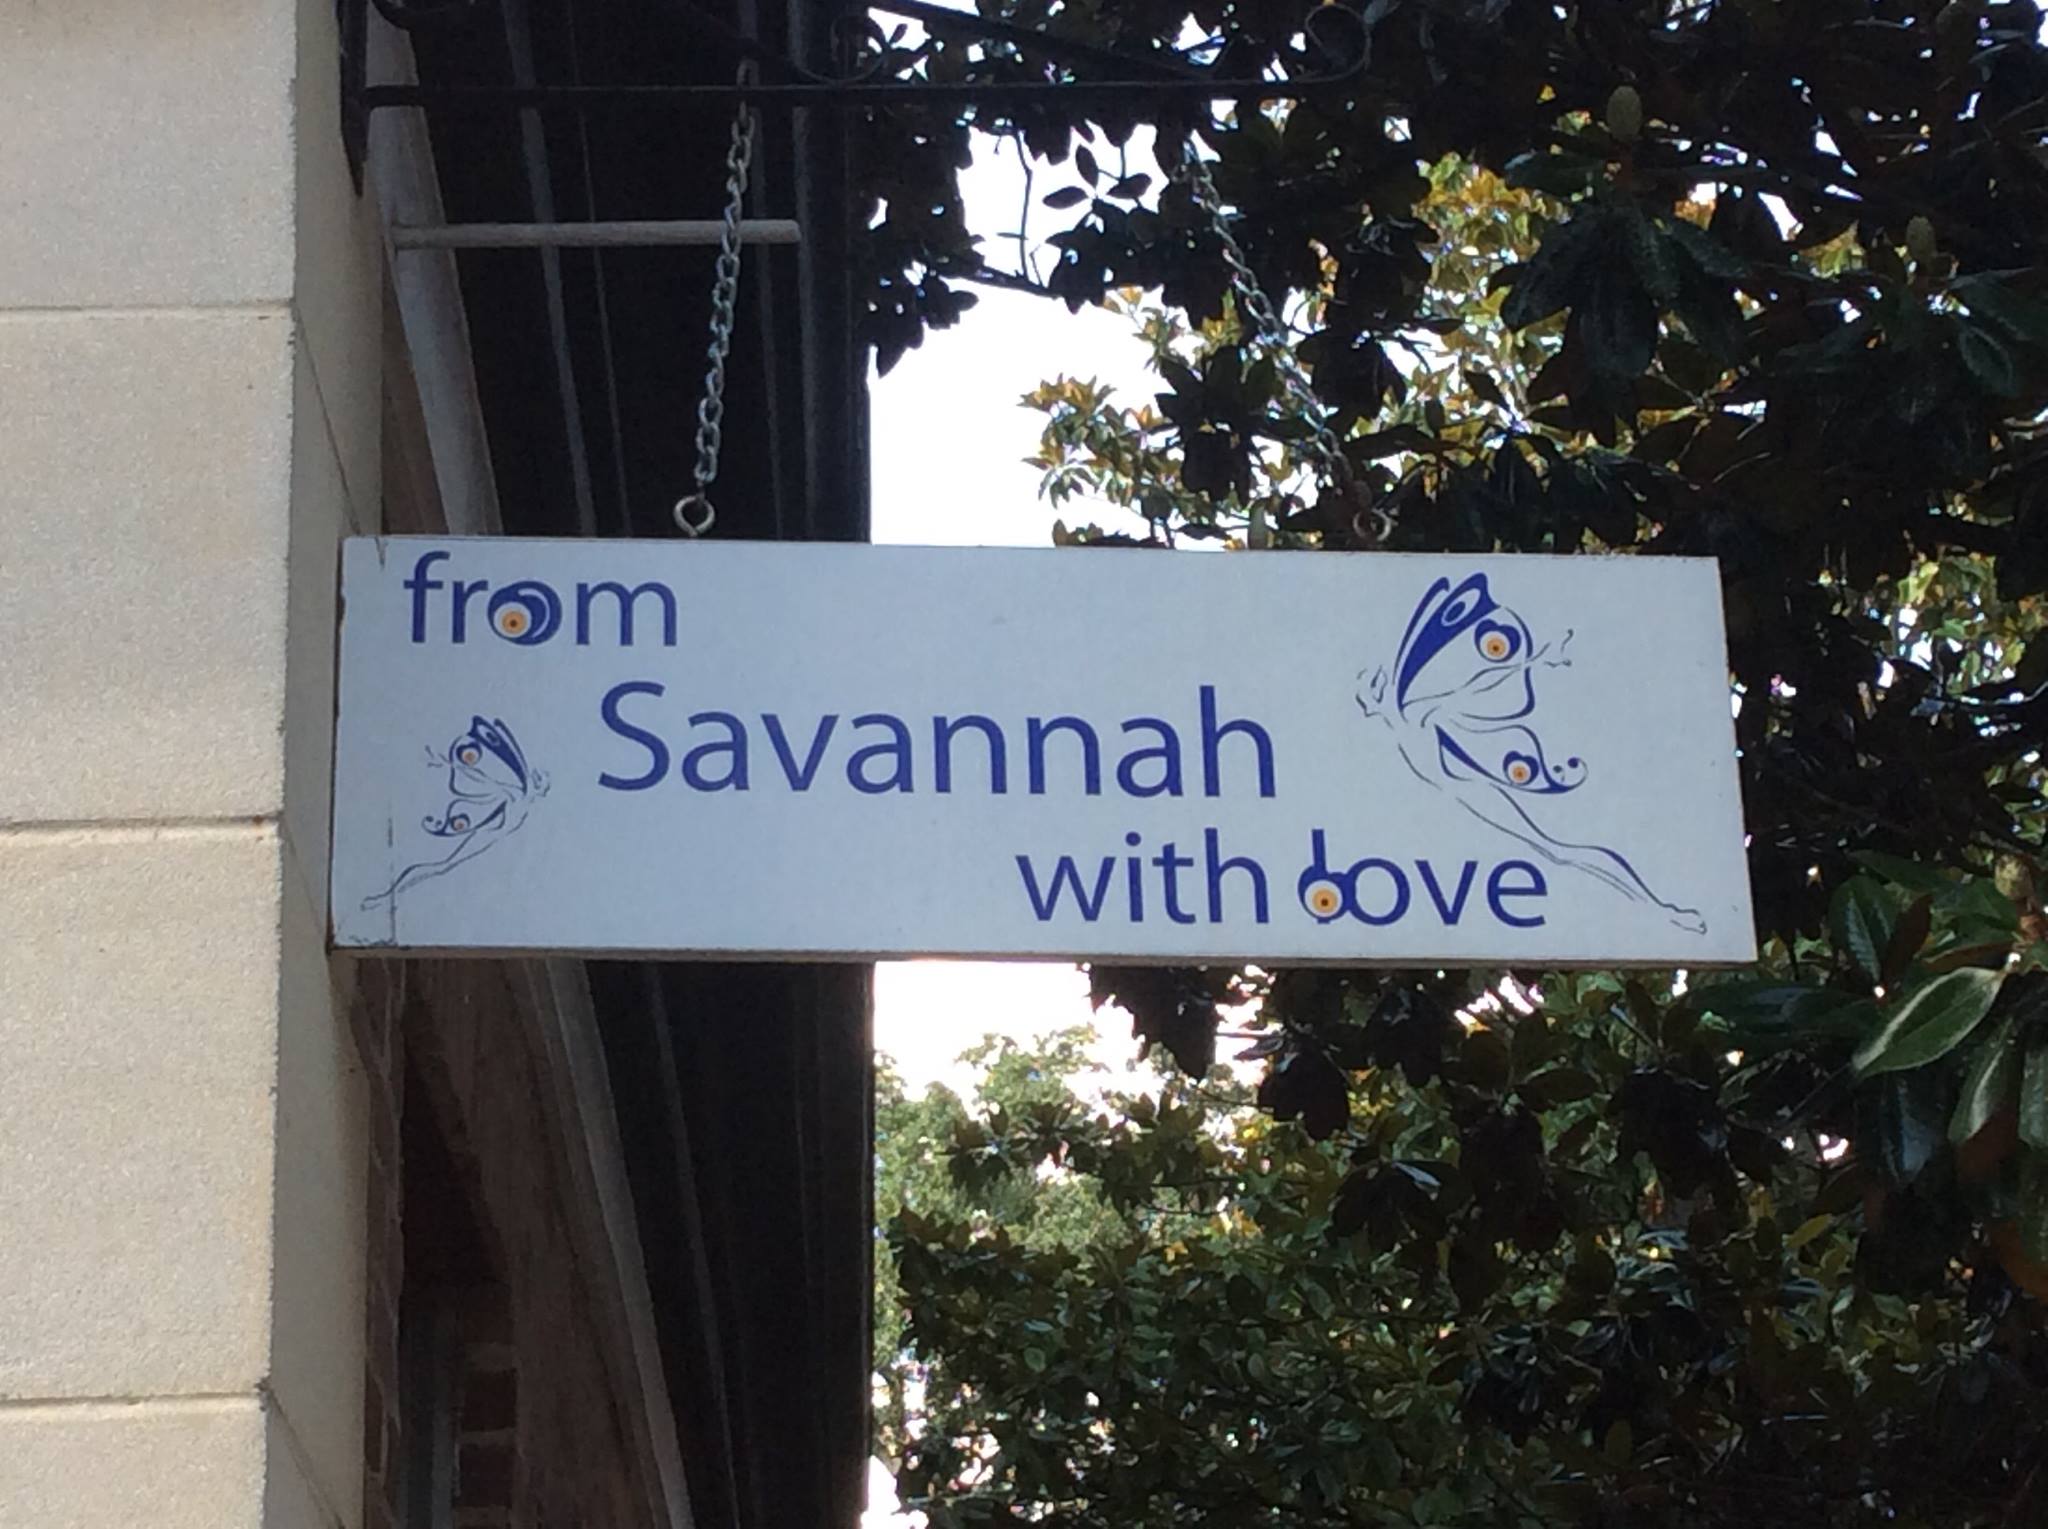 from
Savannah
with love